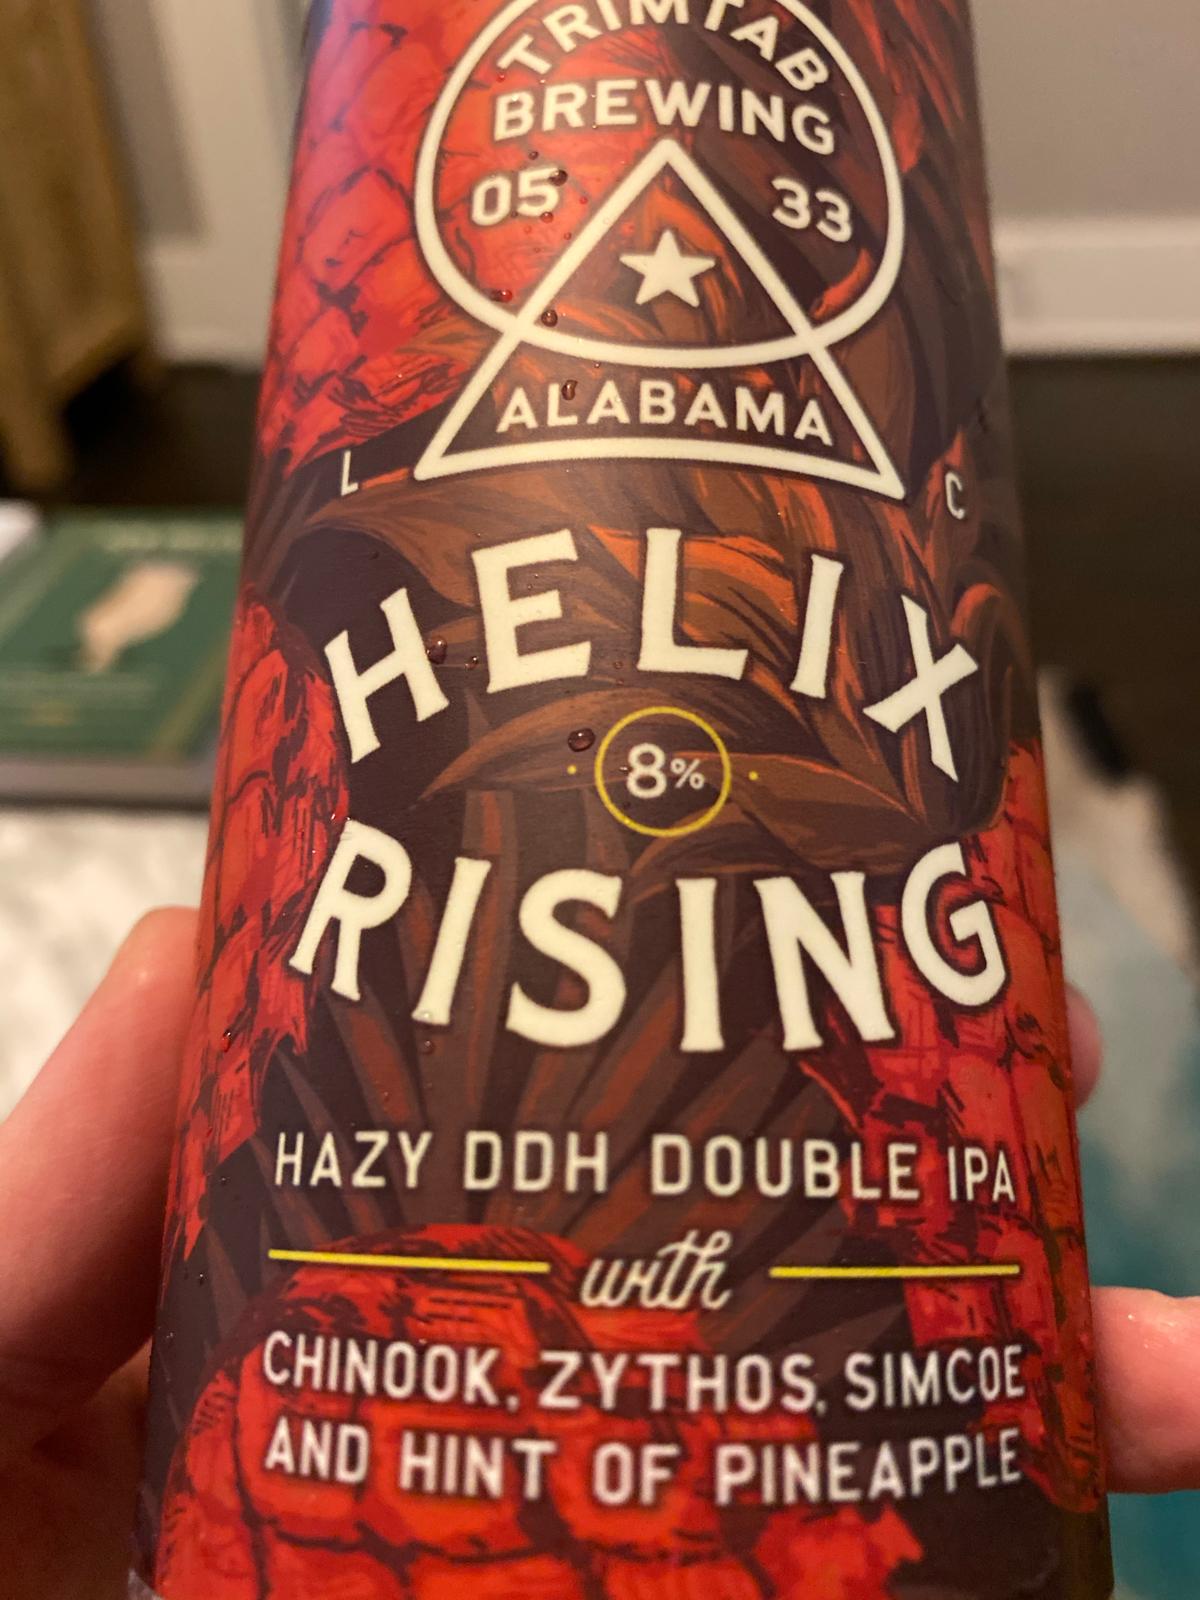 TRIMTAB
BREWING
05 33
ALABAMA
L C
HELIX
8%
RISING
HAZY DDH DOUBLE IPA
with
CHINOOK, ZYTHOS, SIMCOE
AND HINT OF PINEAPPLE